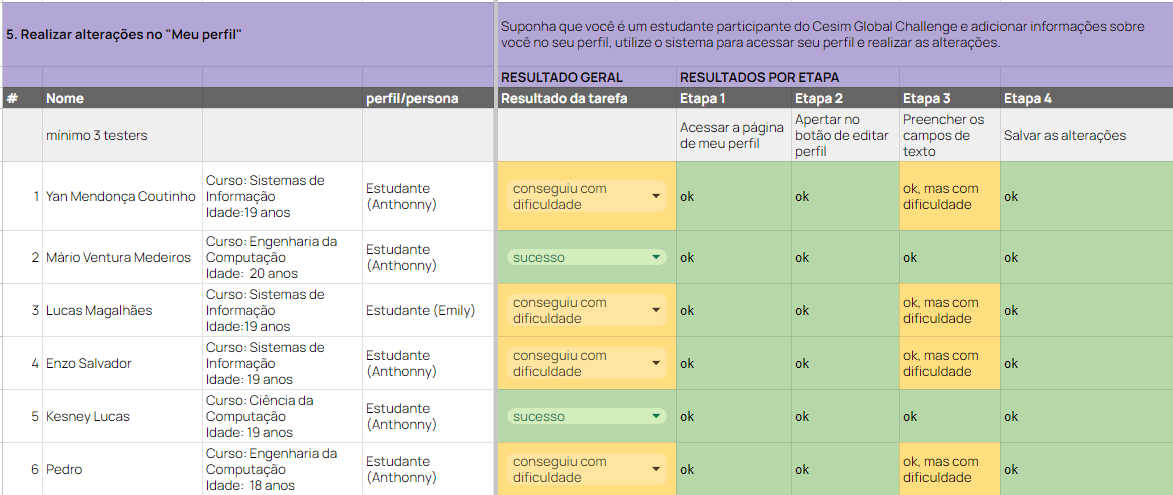 5. Realizar alterações no "Meu perfil"
Suponha que você é um estudante participante do Cesim Global Challenge e adicionar informações sobre
você no seu perfil, utilize o sistema para acessar seu perfil e realizar as alterações.
RESULTADO GERAL
RESULTADOS POR ETAPA
# Nome perfil/persona Resultado da tarefa Etapa 1 Etapa 2 Etapa 3 Etapa 4
mínimo 3 testers
Acessar a página
de meu perfil
Apertar no
botão de editar
perfil
Preencher os
campos de
texto
Salvar as alterações
1 Yan Mendonça Coutinho
Curso: Sistemas de
Informação
Idade:19 anos
Estudante
(Anthonny)
conseguiu com
dificuldade
ok
ok
ok, mas com
dificuldade
ok
2 Mário Ventura Medeiros
Curso: Engenharia da
Computação
Idade:  20 anos
Estudante
(Anthonny)
sucesso
ok
ok
ok
ok
3 Lucas Magalhães
Curso: Sistemas de
Informação
Idade:19 anos
Estudante (Emily)
conseguiu com
dificuldade
ok
ok
ok, mas com
dificuldade
ok
4 Enzo Salvador
Curso: Sistemas de
Informação
Idade: 19 anos
Estudante
(Anthonny)
conseguiu com
dificuldade
ok
ok
ok, mas com
dificuldade
ok
5 Kesney Lucas
Curso: Ciência da
Computação
Idade: 19 anos
Estudante
(Anthonny)
sucesso
ok
ok
ok
ok
6 Pedro
Curso: Engenharia da
Computação
Idade:  18 anos
Estudante
(Anthonny)
conseguiu com
dificuldade
ok
ok
ok, mas com
dificuldade
ok